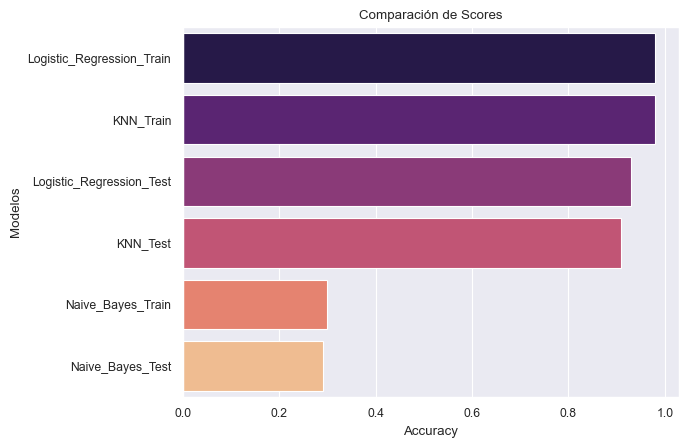 Comparación de Scores
Modelos
Logistic_Regression_Train
KNN_Train
Logistic_Regression_Test
KNN_Test
Naive_Bayes_Train
Naive_Bayes_Test
0.0 0.2 0.4 0.6 0.8 1.0
Accuracy